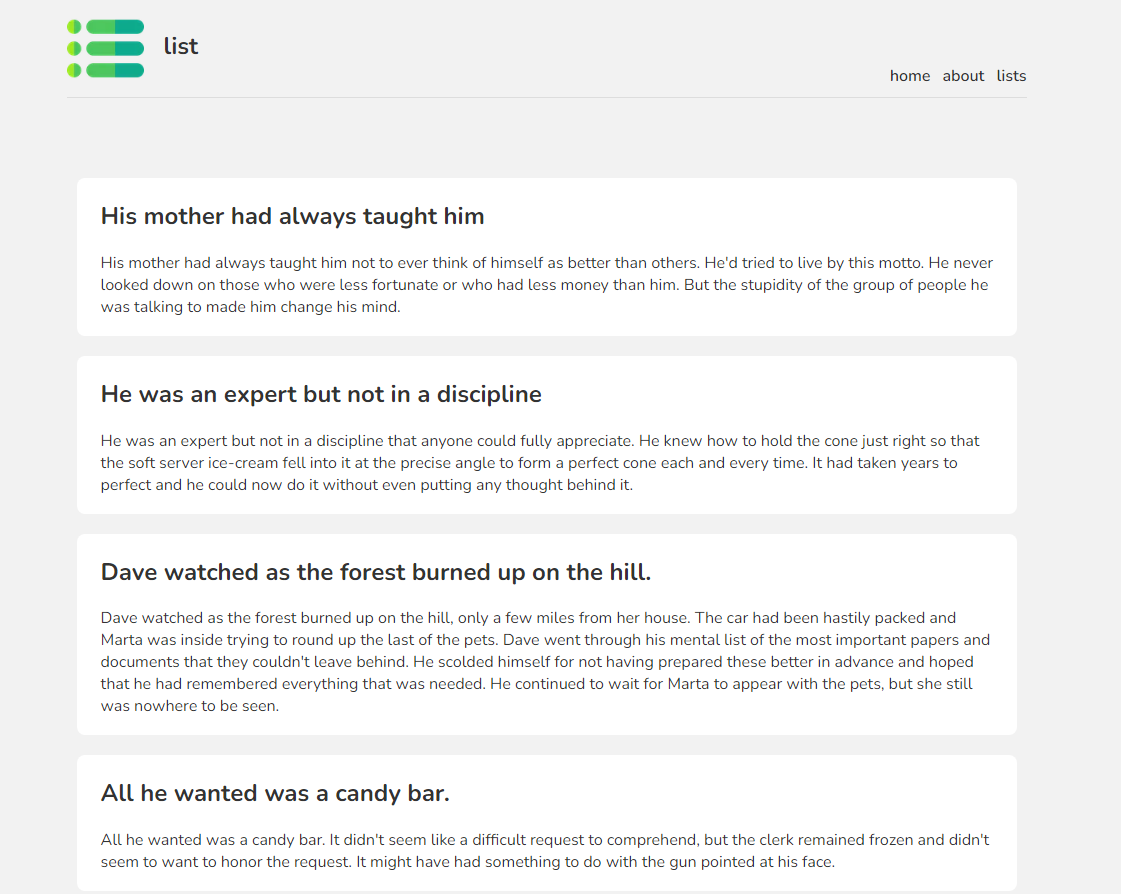 list
home about lists
His mother had always taught him
His mother had always taught him not to ever think of himself as better than others. He'd tried to live by this motto. He never
looked down on those who were less fortunate or who had less money than him. But the stupidity of the group of people he
was talking to made him change his mind.
He was an expert but not in a discipline
He was an expert but not in a discipline that anyone could fully appreciate. He knew how to hold the cone just right so that
the soft server ice-cream fell into it at the precise angle to form a perfect cone each and every time. It had taken years to
perfect and he could now do it without even putting any thought behind it.
Dave watched as the forest burned up on the hill.
Dave watched as the forest burned up on the hill, only a few miles from her house. The car had been hastily packed and
Marta was inside trying to round up the last of the pets. Dave went through his mental list of the most important papers and
documents that they couldn't leave behind. He scolded himself for not having prepared these better in advance and hoped
that he had remembered everything that was needed. He continued to wait for Marta to appear with the pets, but she still
was nowhere to be seen.
All he wanted was a candy bar.
All he wanted was a candy bar. It didn't seem like a difficult request to comprehend, but the clerk remained frozen and didn't
seem to want to honor the request. It might have had something to do with the gun pointed at his face.